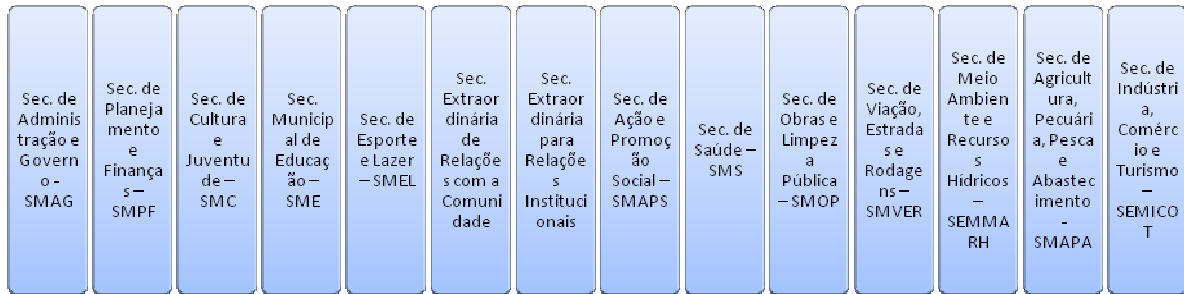 Sec. de
Adminis
tração e
Govern
o -
SMAG
Sec. de
Planeja
mento
e
Finança
s –
SMPF
Sec. de
Cultura
e
Juventu
de –
SMC
Sec.
Municip
al de
Educaç
ão –
SME
Sec. de
Esporte
e Lazer
– SMEL
Sec.
Extraor
dinária
de
Relaçõe
s com a
Comuni
dade
Sec.
Extraor
dinária
para
Relaçõe
s
Instituci
onais
Sec. de
Ação e
Promoç
ão
Social –
SMAPS
Sec. de
Saúde –
SMS
Sec. de
Obras e
Limpez
a
Pública
– SMOP
Sec. de
Viação,
Estrada
s e
Rodage
ns –
SMVER
Sec. de
Meio
Ambie
nte e
Recurso
s
Hídricos
–
SEMMA
RH
Sec. de
Agricult
ura,
Pecuári
a, Pesca
e
Abastec
imento
-
SMAPA
Sec. de
Indústri
a,
Comérc
io e
Turismo
–
SEMICO
T